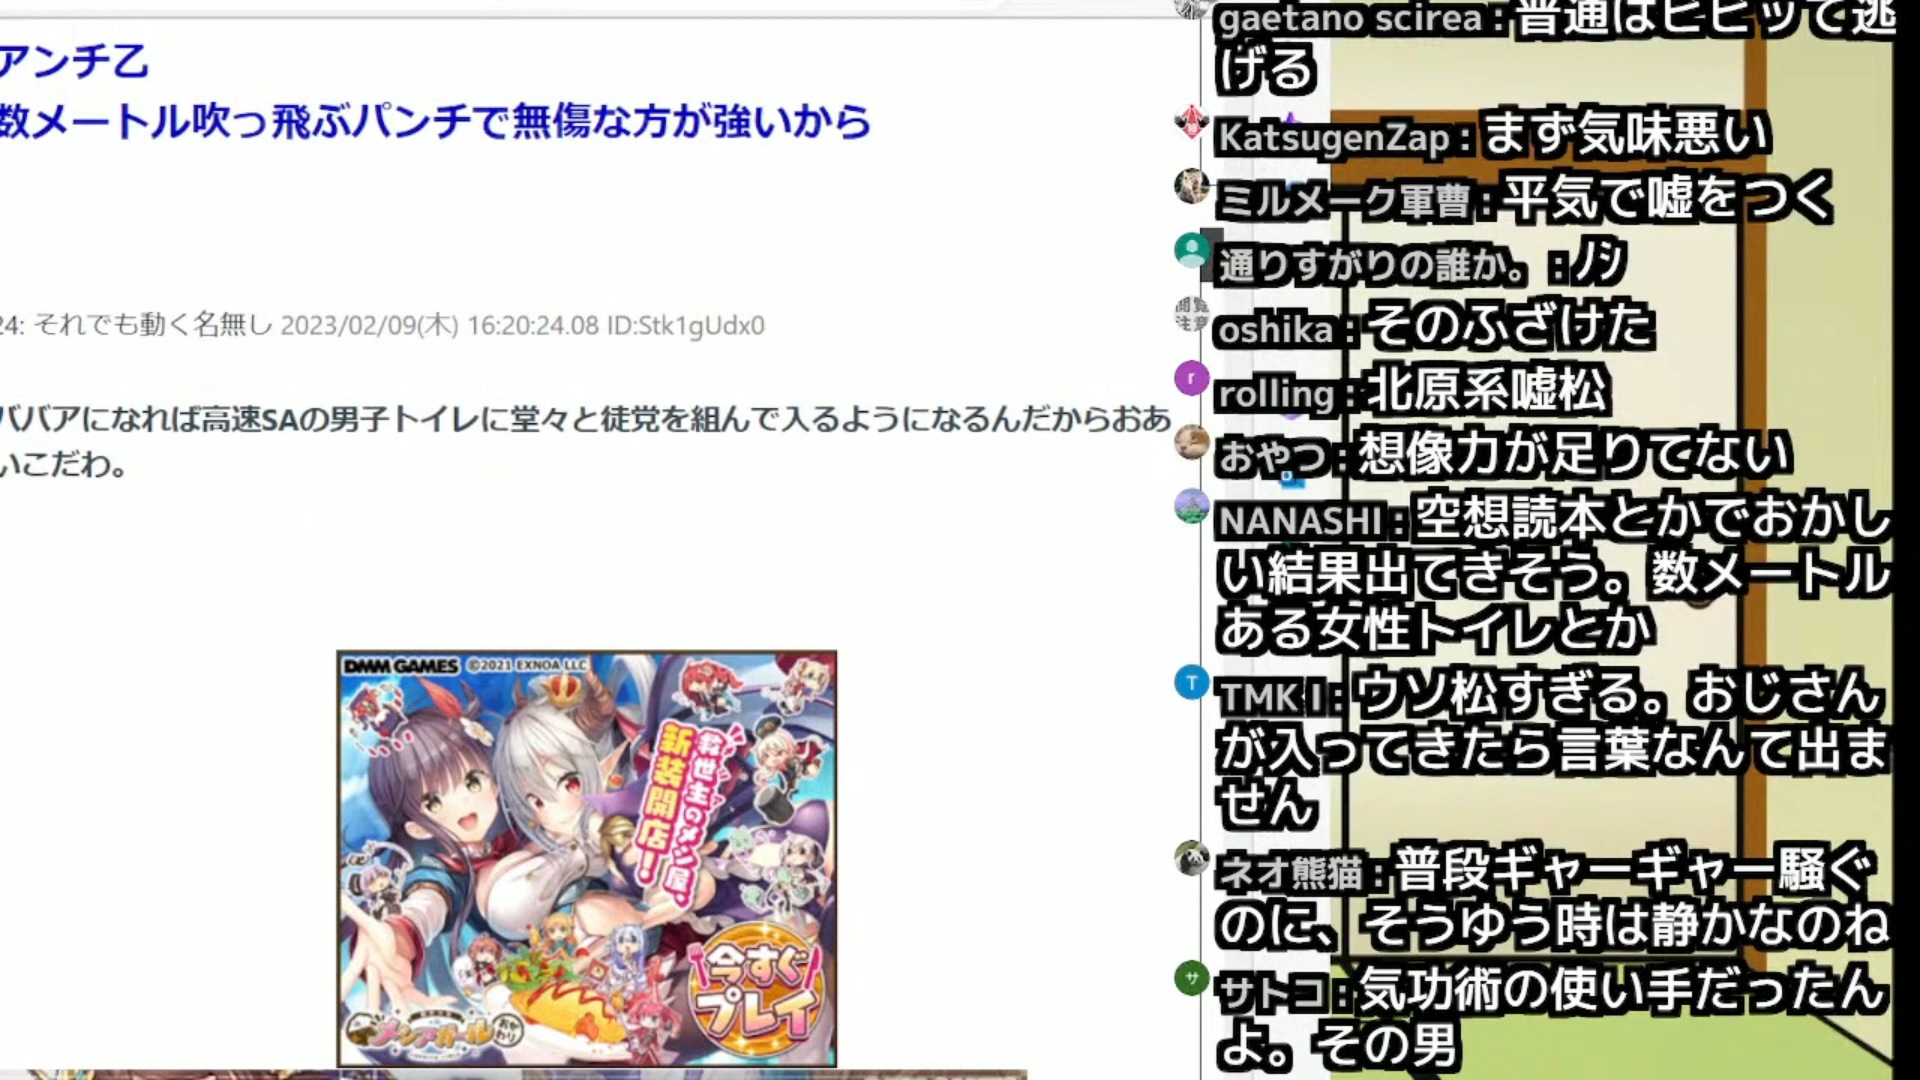 アンチ乙
数メートル吹っ飛ぶパンチで無傷な方が強いから
24: それでも動く名無し 2023/02/09(木) 16:20:24.08 ID:Stk1gUdx0
ババアになれば高速SAの男子トイレに堂々と徒党を組んで入るようになるんだからおあ
いこだわ。
DMM GAMES ©2021 EXNOA LLC
救世主のメシ屋、
新装開店!
今すぐ
プレイ
gaetano scirea : 普通はビビッて逃
げる
KatsugenZap : まず気味悪い
ミルメーク軍曹 : 平気で嘘をつく
通りすがりの誰か。 : ﾉｼ
閲覧
注意
oshika : そのふざけた
r
rolling : 北原系嘘松
おやつ : 想像力が足りてない
NANASHI : 空想読本とかでおかし
い結果出てきそう。数メートル
ある女性トイレとか
T
TMK I : ウソ松すぎる。おじさん
が入ってきたら言葉なんて出ま
せん
ネオ熊猫 : 普段ギャーギャー騒ぐ
のに、そうゆう時は静かなのね
サ
サトコ : 気功術の使い手だったん
よ。その男